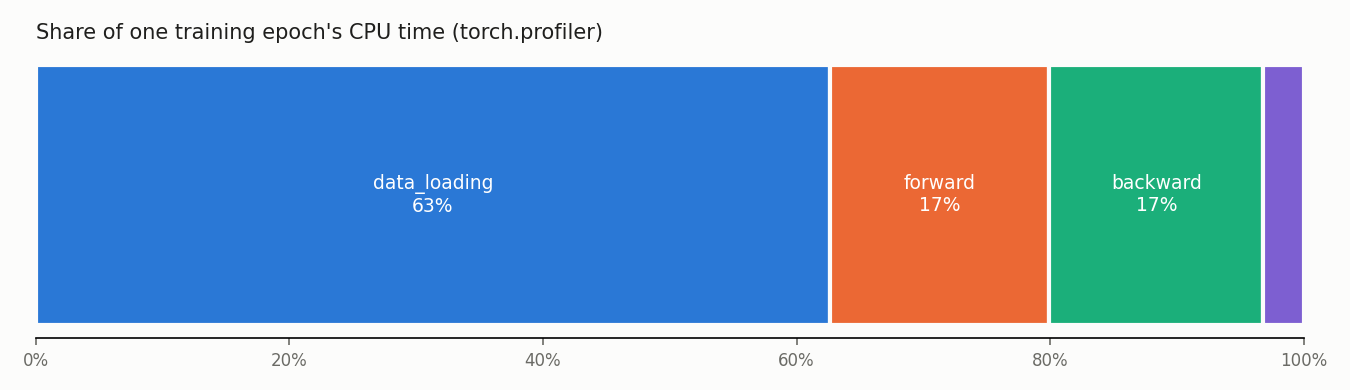 Share of one training epoch's CPU time (torch.profiler)
data_loading
63%
forward
17%
backward
17%
0%
20%
40%
60%
80%
100%